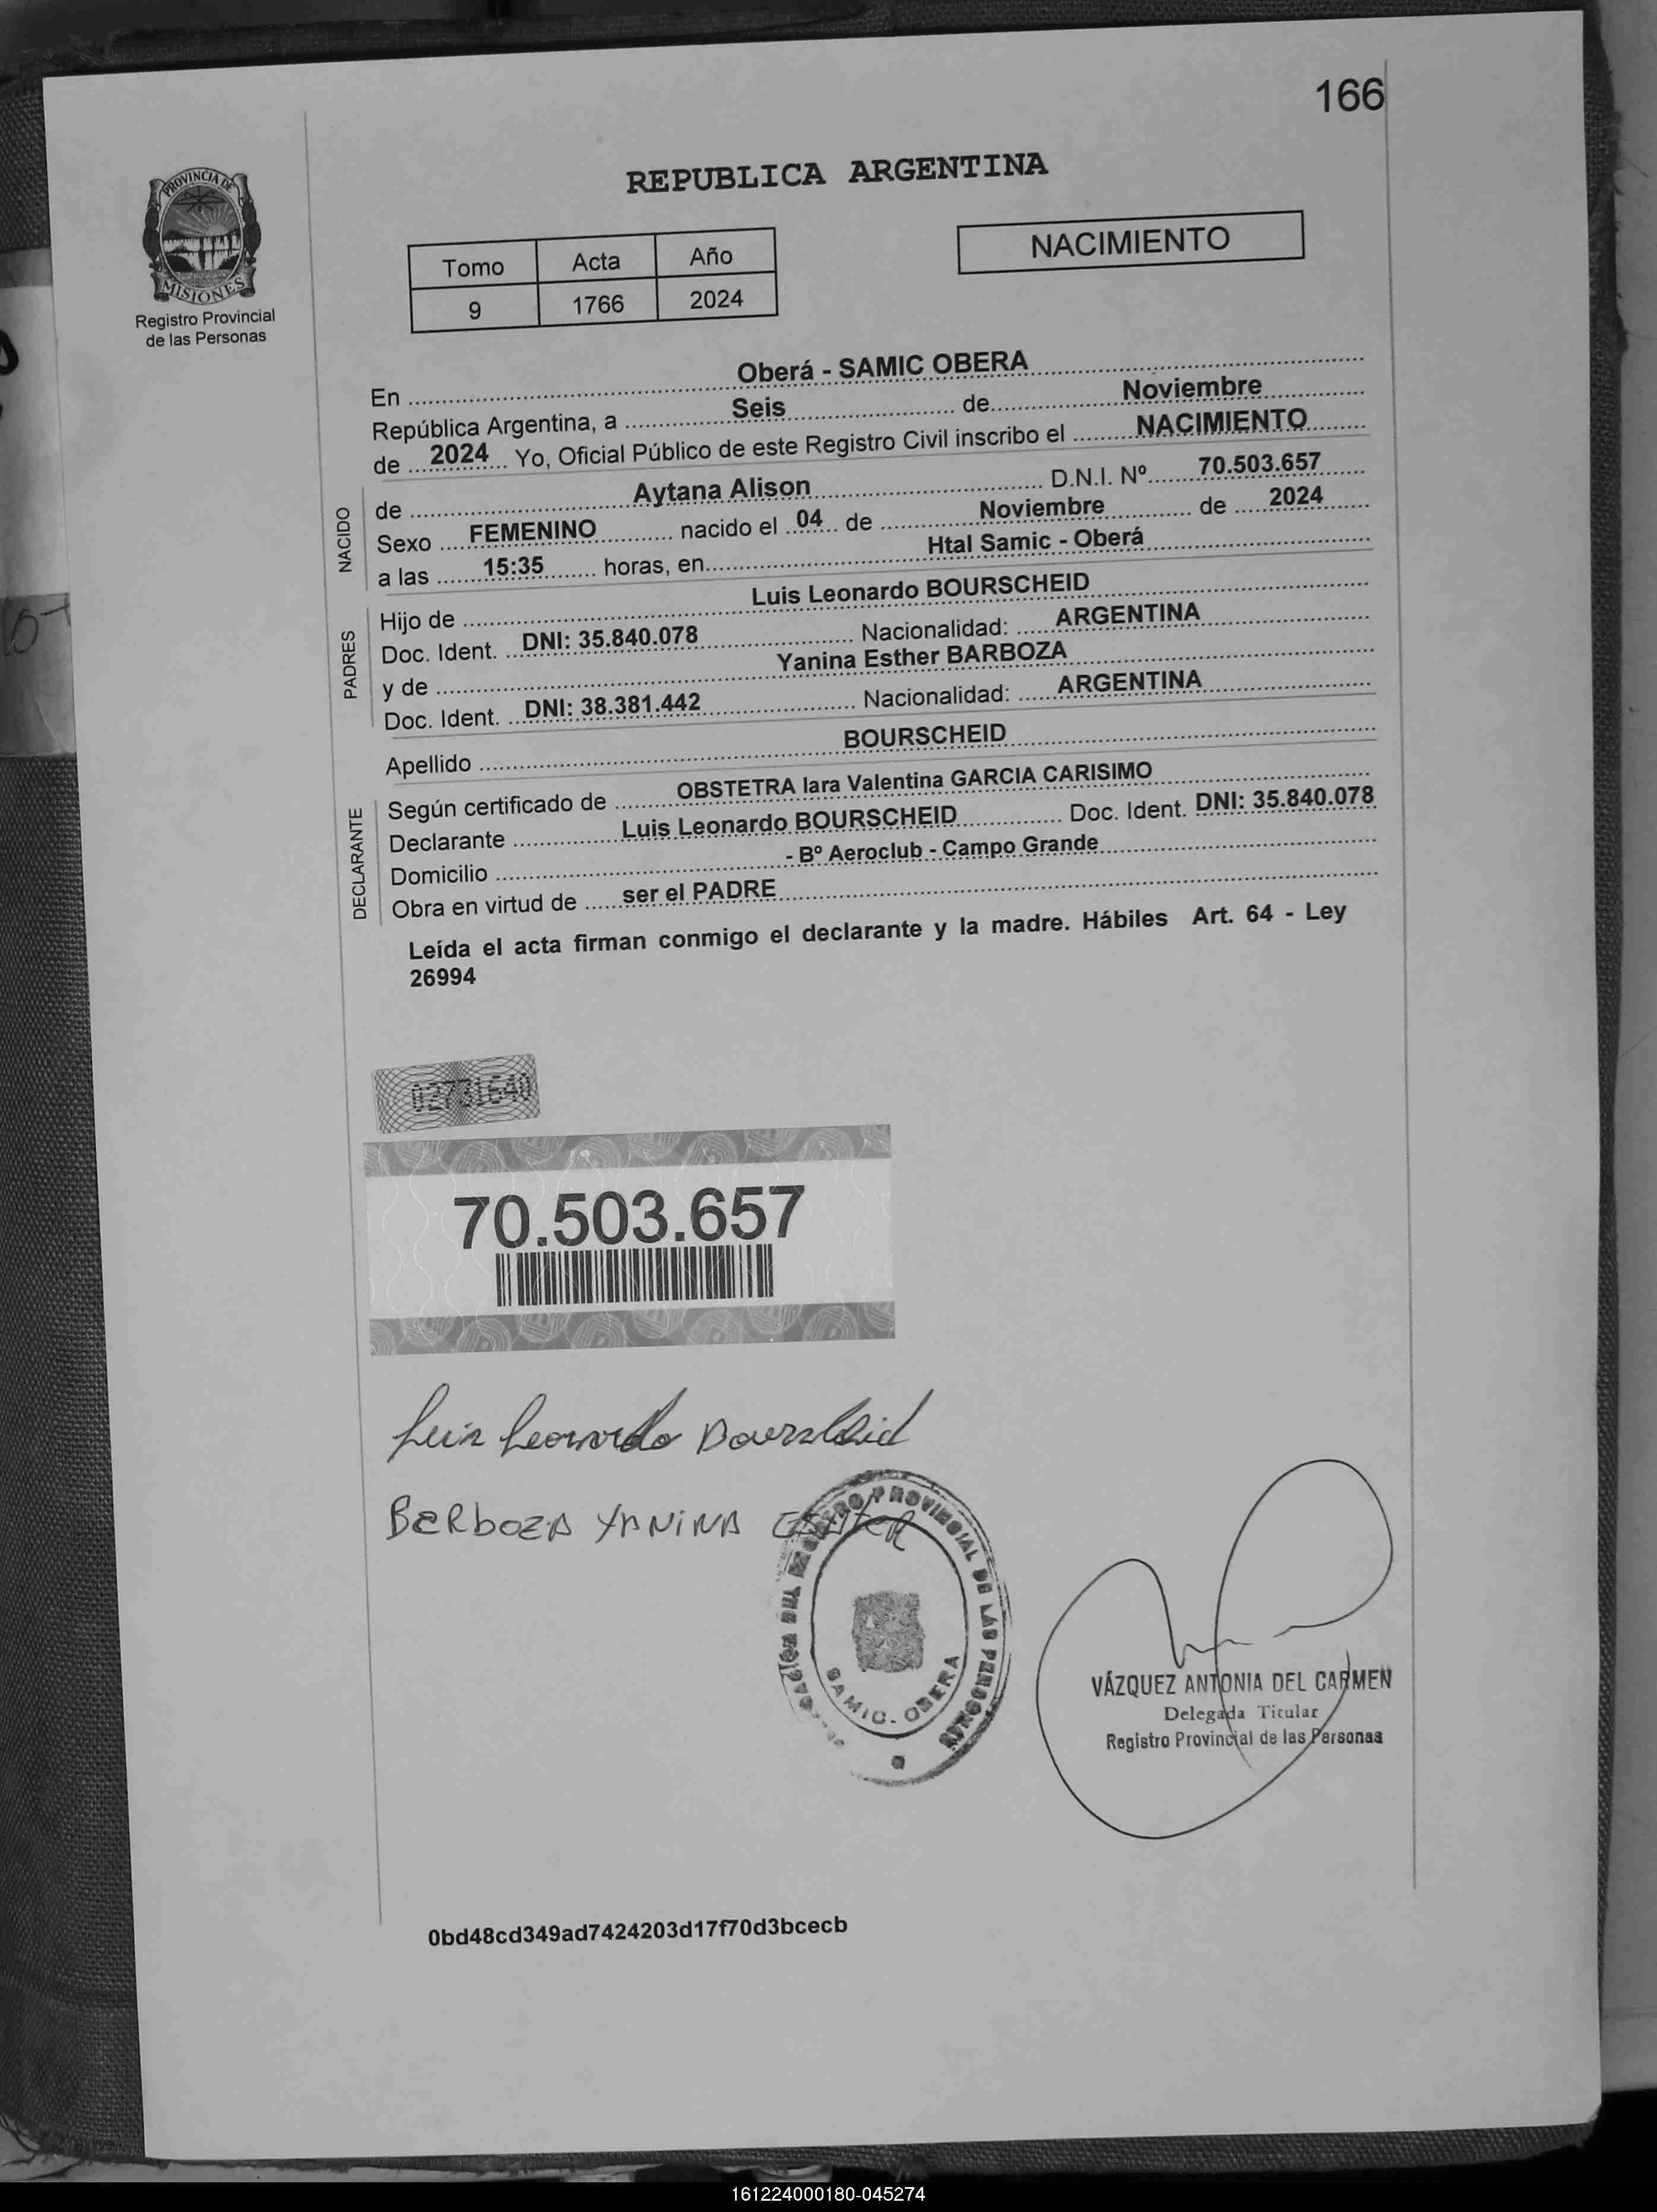 166
PROVINCIA DE
MISIONES
Registro Provincial
de las Personas
REPUBLICA ARGENTINA
Tomo Acta Año
9 1766 2024
NACIMIENTO
En Oberá - SAMIC OBERA
República Argentina, a Seis de Noviembre
de 2024 Yo, Oficial Público de este Registro Civil inscribo el NACIMIENTO
NACIDO
de Aytana Alison D.N.I. Nº 70.503.657
Sexo FEMENINO nacido el 04 de Noviembre de 2024
a las 15:35 horas, en Htal Samic - Oberá
PADRES
Hijo de Luis Leonardo BOURSCHEID
Doc. Ident. DNI: 35.840.078 Nacionalidad: ARGENTINA
y de Yanina Esther BARBOZA
Doc. Ident. DNI: 38.381.442 Nacionalidad: ARGENTINA
Apellido BOURSCHEID
DECLARANTE
Según certificado de OBSTETRA Iara Valentina GARCIA CARISIMO
Declarante Luis Leonardo BOURSCHEID Doc. Ident. DNI: 35.840.078
Domicilio - Bº Aeroclub - Campo Grande
Obra en virtud de ser el PADRE
Leída el acta firman conmigo el declarante y la madre. Hábiles Art. 64 - Ley
26994
02731640
70.503.657
Luis Leonardo Bourscheid
BERBOZA YANINA ESTER
REGISTRO PROVINCIAL DE LAS PERSONAS
SAMIC. OBERA
VÁZQUEZ ANTONIA DEL CARMEN
Delegada Titular
Registro Provincial de las Personas
0bd48cd349ad7424203d17f70d3bcecb
161224000180-045274